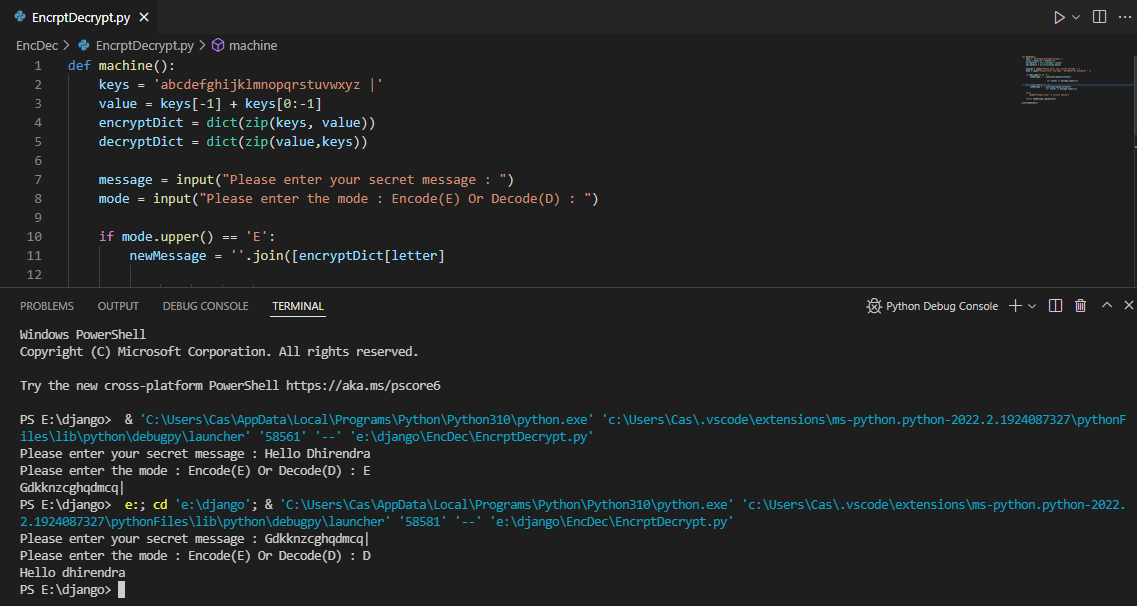 EncrptDecrypt.py
EncDec > EncrptDecrypt.py > machine
1 def machine():
2 keys = 'abcdefghijklmnopqrstuvwxyz |'
3 value = keys[-1] + keys[0:-1]
4 encryptDict = dict(zip(keys, value))
5 decryptDict = dict(zip(value,keys))
6
7 message = input("Please enter your secret message : ")
8 mode = input("Please enter the mode : Encode(E) Or Decode(D) : ")
9
10 if mode.upper() == 'E':
11 newMessage = ''.join([encryptDict[letter]
12
PROBLEMS OUTPUT DEBUG CONSOLE TERMINAL Python Debug Console
Windows PowerShell
Copyright (C) Microsoft Corporation. All rights reserved.
Try the new cross-platform PowerShell https://aka.ms/pscore6
PS E:\django>  & 'C:\Users\Cas\AppData\Local\Programs\Python\Python310\python.exe' 'c:\Users\Cas\.vscode\extensions\ms-python.python-2022.2.1924087327\pythonF
iles\lib\python\debugpy\launcher' '58561' '--' 'e:\django\EncDec\EncrptDecrypt.py'
Please enter your secret message : Hello Dhirendra
Please enter the mode : Encode(E) Or Decode(D) : E
Gdkknzcghqdmcq|
PS E:\django>  e:; cd 'e:\django'; & 'C:\Users\Cas\AppData\Local\Programs\Python\Python310\python.exe' 'c:\Users\Cas\.vscode\extensions\ms-python.python-2022.
2.1924087327\pythonFiles\lib\python\debugpy\launcher' '58581' '--' 'e:\django\EncDec\EncrptDecrypt.py'
Please enter your secret message : Gdkknzcghqdmcq|
Please enter the mode : Encode(E) Or Decode(D) : D
Hello dhirendra
PS E:\django>